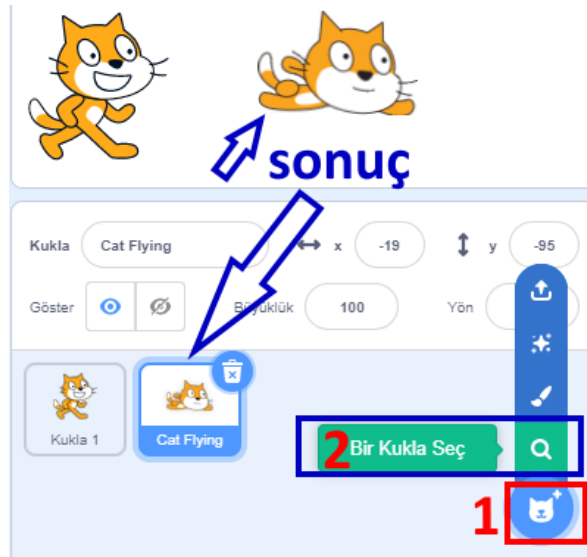 sonuç
Kukla Cat Flying x -19 y -95
Göster Büyüklük 100 Yön
Kukla 1 Cat Flying 2 Bir Kukla Seç
1